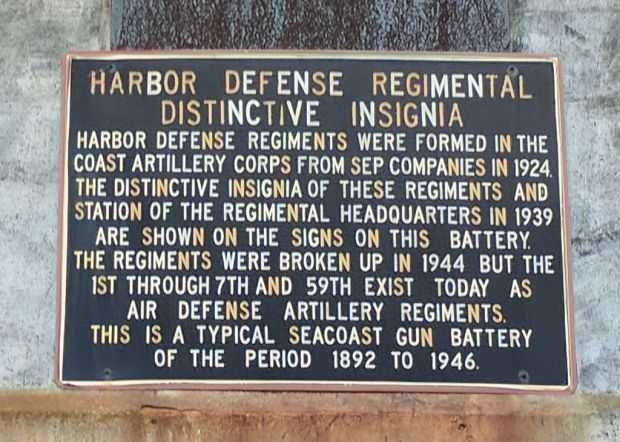 HARBOR DEFENSE REGIMENTAL
DISTINCTIVE INSIGNIA
HARBOR DEFENSE REGIMENTS WERE FORMED IN THE
COAST ARTILLERY CORPS FROM SEP COMPANIES IN 1924.
THE DISTINCTIVE INSIGNIA OF THESE REGIMENTS AND
STATION OF THE REGIMENTAL HEADQUARTERS IN 1939
ARE SHOWN ON THE SIGNS ON THIS BATTERY.
THE REGIMENTS WERE BROKEN UP IN 1944 BUT THE
1ST THROUGH 7TH AND 59TH EXIST TODAY AS
AIR DEFENSE ARTILLERY REGIMENTS.
THIS IS A TYPICAL SEACOAST GUN BATTERY
OF THE PERIOD 1892 TO 1946.